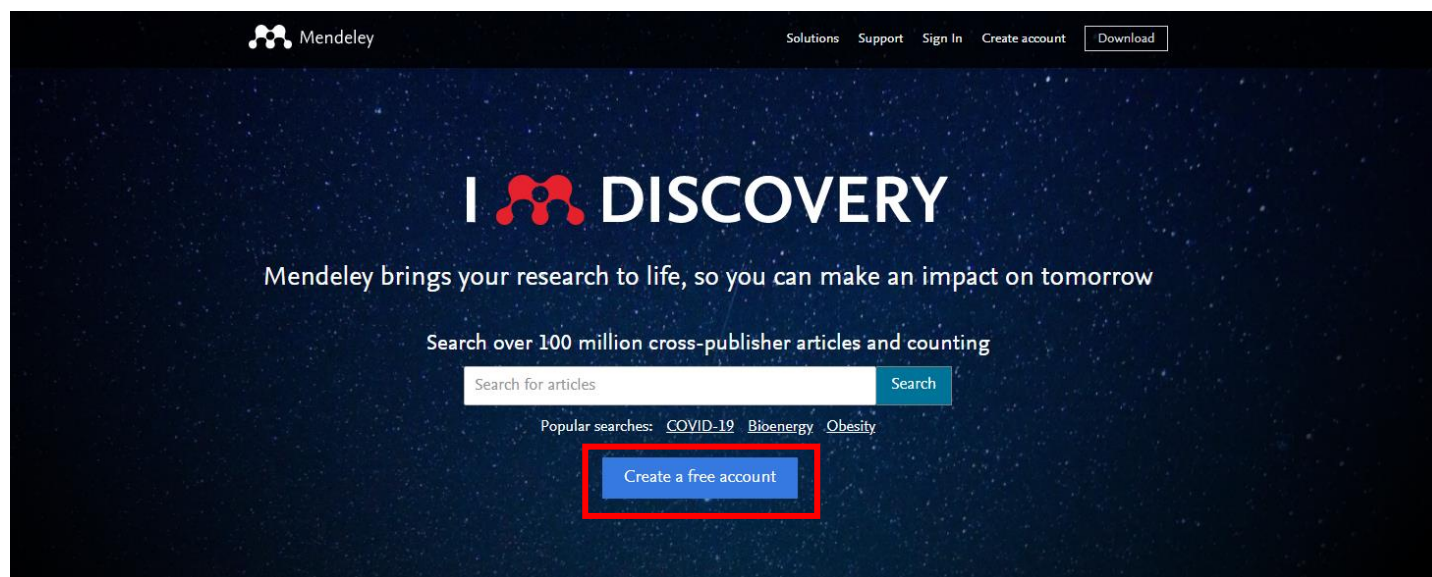 Mendeley
Solutions Support Sign In Create account Download
I DISCOVERY
Mendeley brings your research to life, so you can make an impact on tomorrow
Search over 100 million cross-publisher articles and counting
Search for articles Search
Popular searches: COVID-19 Bioenergy Obesity
Create a free account